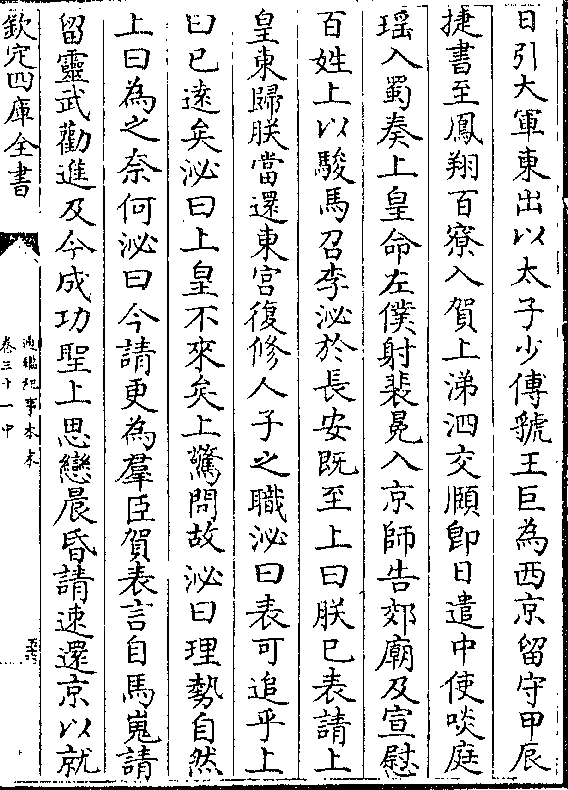 日引大軍東出以太子少傅虢王巨為西京留守甲辰
捷書至鳳翔百寮入賀上涕泗交頤即日遣中使啖庭
瑶入蜀奏上皇命左僕射裴冕入京師告郊廟及宣慰
百姓上以駿馬召李泌於長安既至上曰朕已表請上
皇東歸朕當還東宫復修人子之職泌曰表可追乎上
曰已逺矣泌曰上皇不來矣上驚問故泌曰理勢自然
上曰為之奈何泌曰今請更為羣臣賀表言自馬嵬請
留靈武勸進及今成功聖上思戀晨昏請速還京以就
欽定四庫全書
通鑑紀事本末
卷三十一中